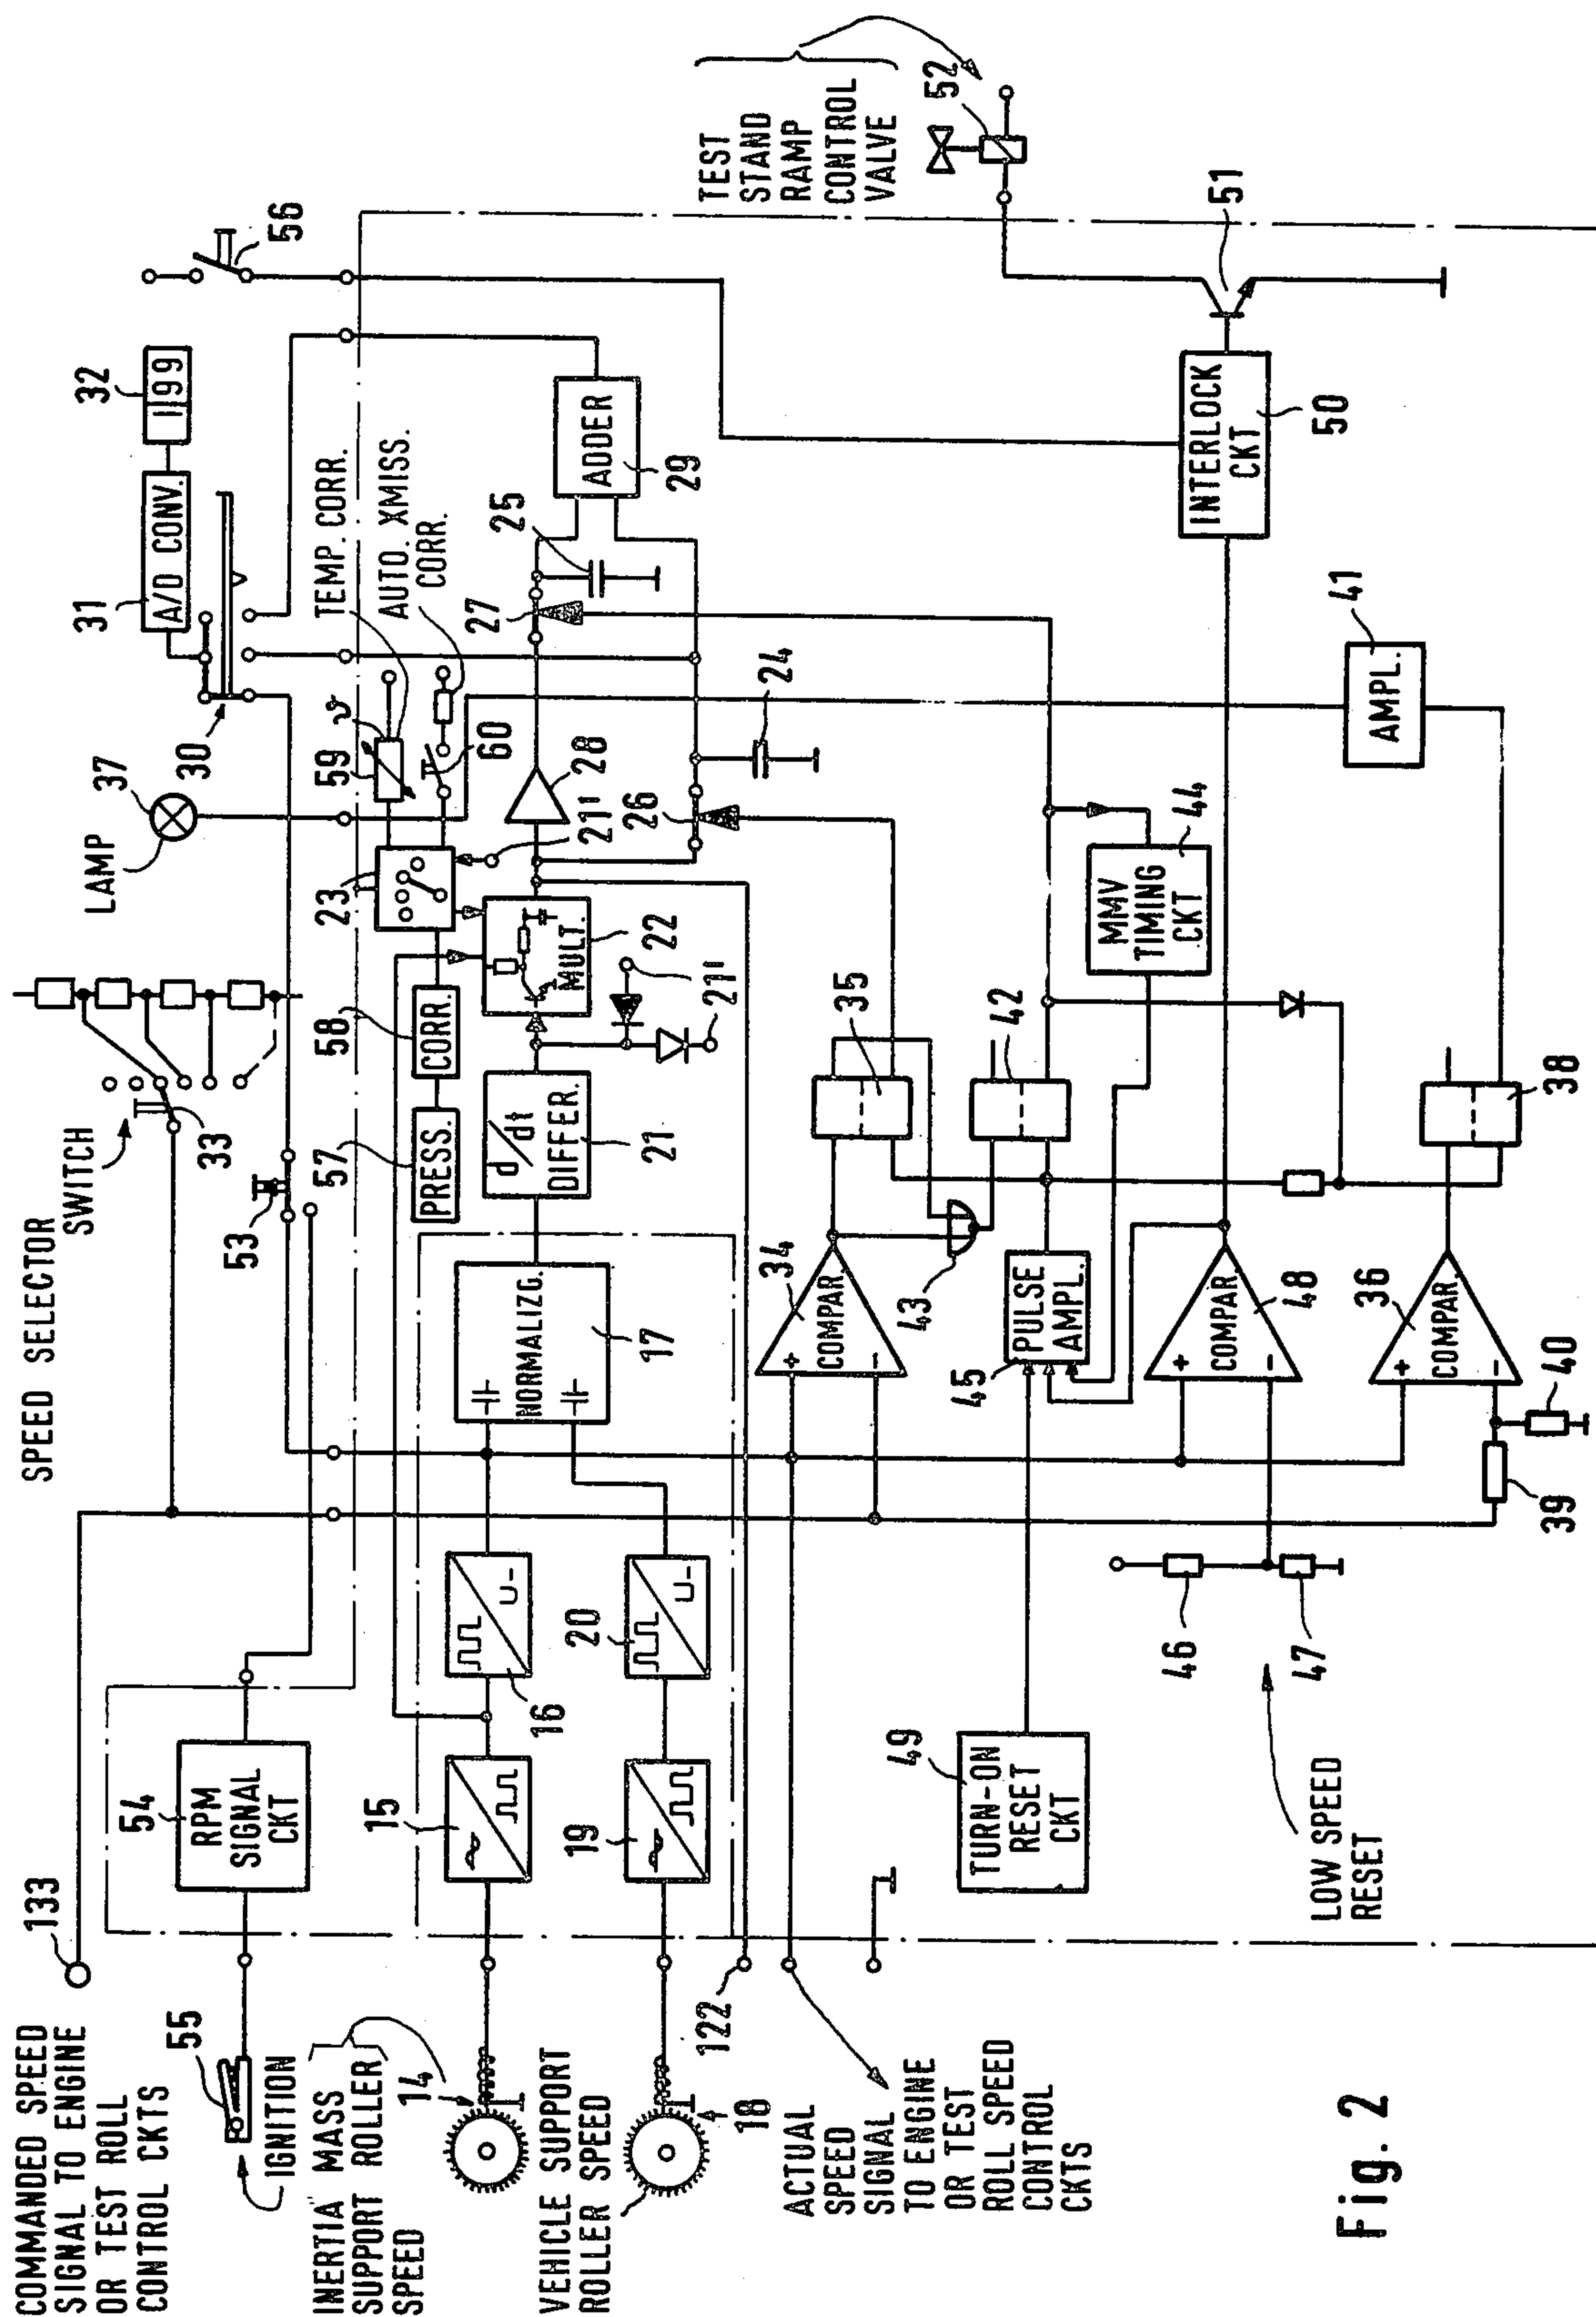 COMMANDED SPEED
SIGNAL TO ENGINE
OR TEST ROLL
CONTROL CKTS
133
55
IGNITION
INERTIA MASS
SUPPORT ROLLER
SPEED
14
VEHICLE SUPPORT
ROLLER SPEED
18
122
ACTUAL
SPEED
SIGNAL
TO ENGINE
OR TEST
ROLL SPEED
CONTROL
CKTS
54
RPM
SIGNAL
CKT
15
16
U-
19
20
U-
49
TURN-ON
RESET
CKT
LOW SPEED
RESET
46
47
39
40
SPEED SELECTOR
SWITCH
33
53
NORMALIZG.
17
57
PRESS.
58
CORR.
d/dt
DIFFER.
21
21'
MULT.
22
23
21'
34
+
-
COMPAR.
43
35
42
45
PULSE
AMPL.
+
-
COMPAR.
48
+
-
COMPAR.
36
38
MMV
TIMING
CKT
44
LAMP
37
30
59
ϑ
60
TEMP. CORR.
AUTO. XMISS.
CORR.
28
26
24
27
25
31
A/D CONV.
32
1199
ADDER
29
56
41
AMPL.
INTERLOCK
CKT
50
51
TEST
STAND
RAMP
CONTROL
VALVE
52
Fig. 2